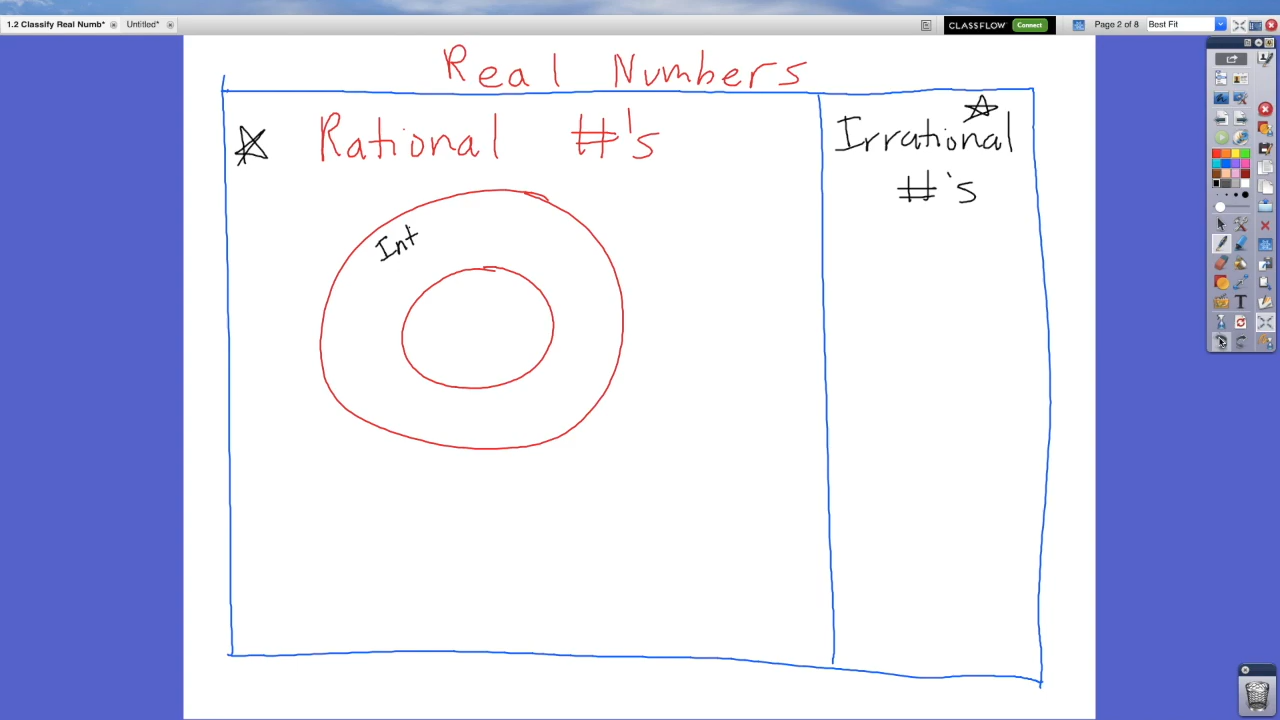 1.2 Classify Real Numb*
Untitled*
CLASSFLOW Connect
Page 2 of 8
Best Fit
Real Numbers
Rational #'s
Irrational
#'s
Int
T